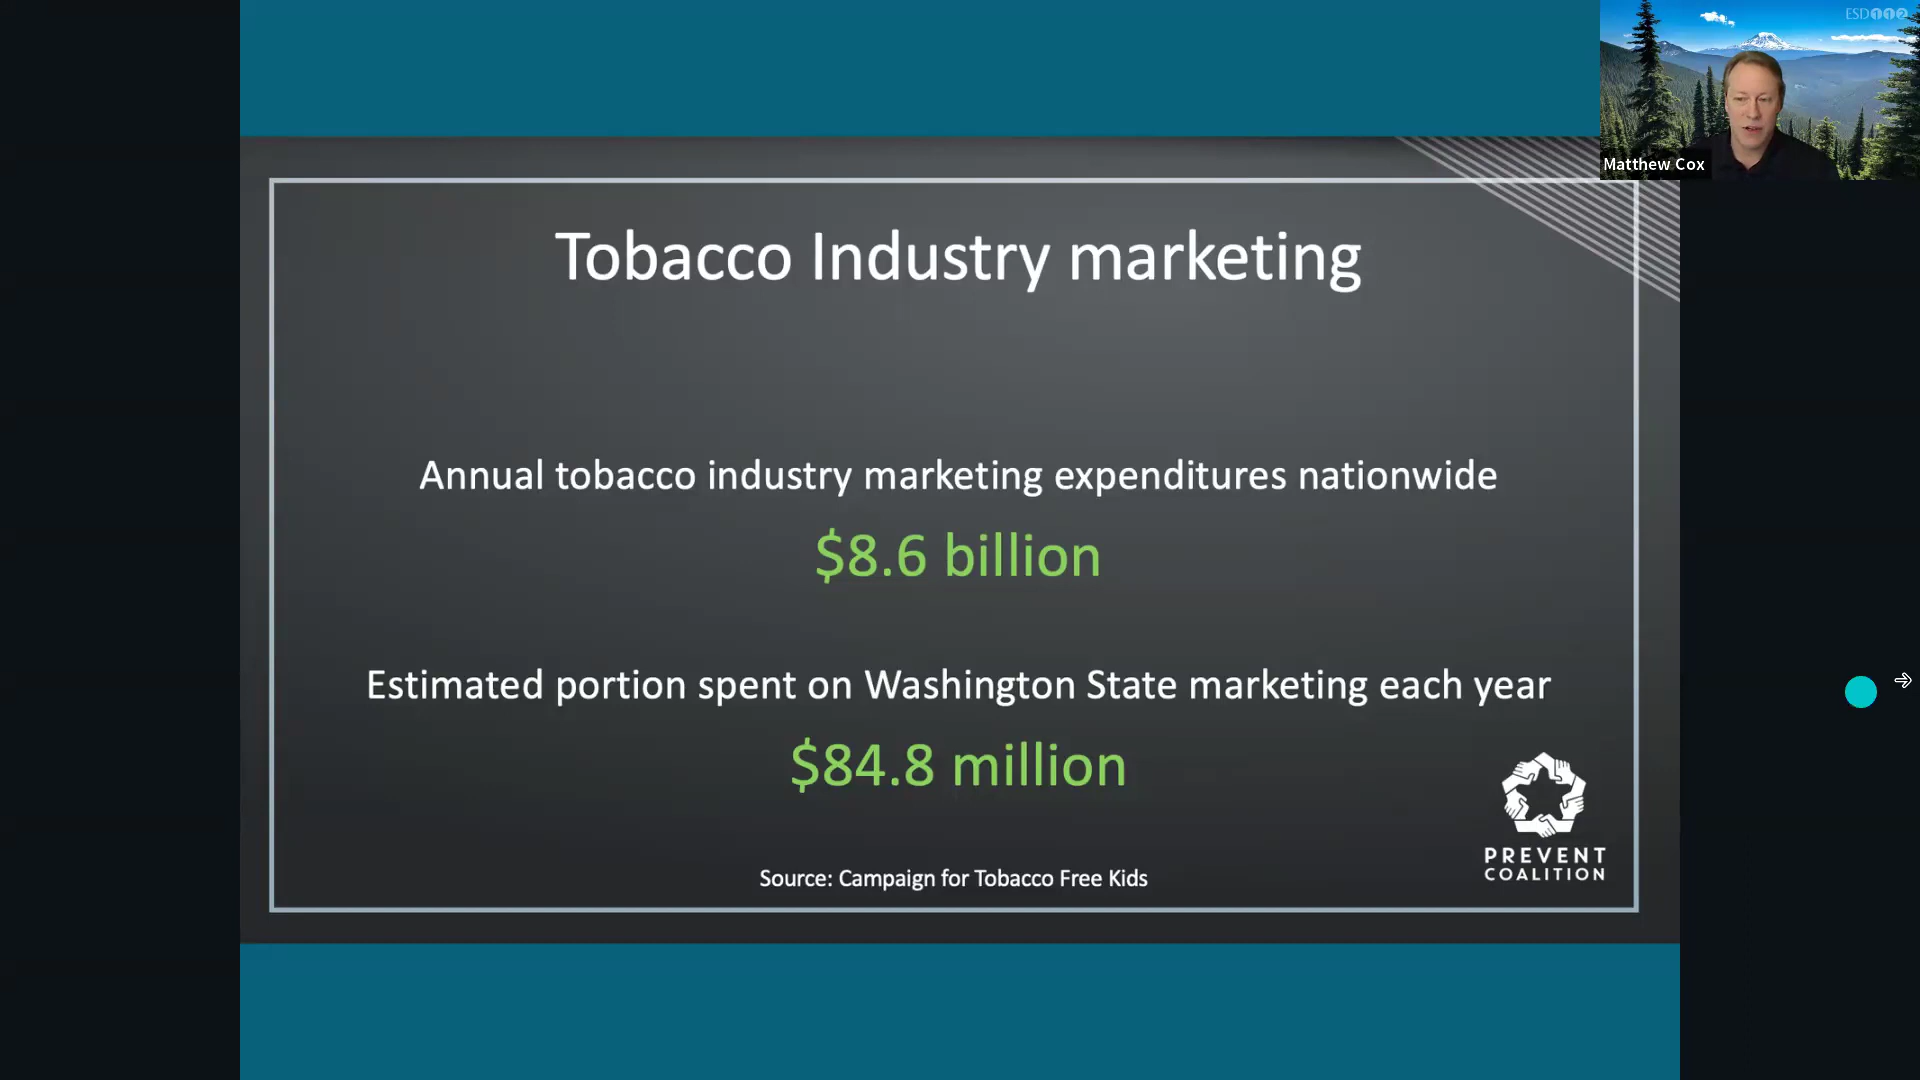 ESD112
Matthew Cox
Tobacco Industry marketing
Annual tobacco industry marketing expenditures nationwide
$8.6 billion
Estimated portion spent on Washington State marketing each year
$84.8 million
PREVENT
COALITION
Source: Campaign for Tobacco Free Kids